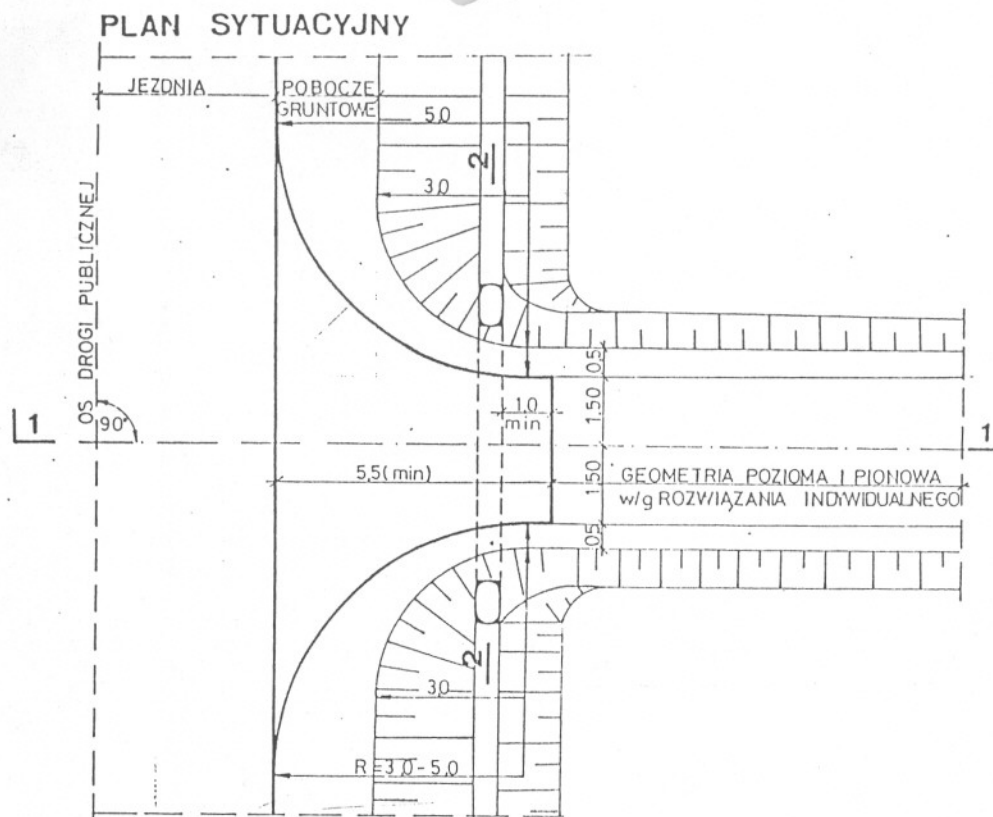 PLAN SYTUACYJNY
JEZDNIA
POBOCZE
GRUNTOWE
5,0
2
3,0
OS DROGI PUBLICZNEJ
0,5
1,0
min
1.50
1
90°
1
5,5 (min)
1.50
GEOMETRIA POZIOMA I PIONOWA
w/g ROZWIĄZANIA INDYWIDUALNEGO
0,5
2
3,0
R=3,0-5,0